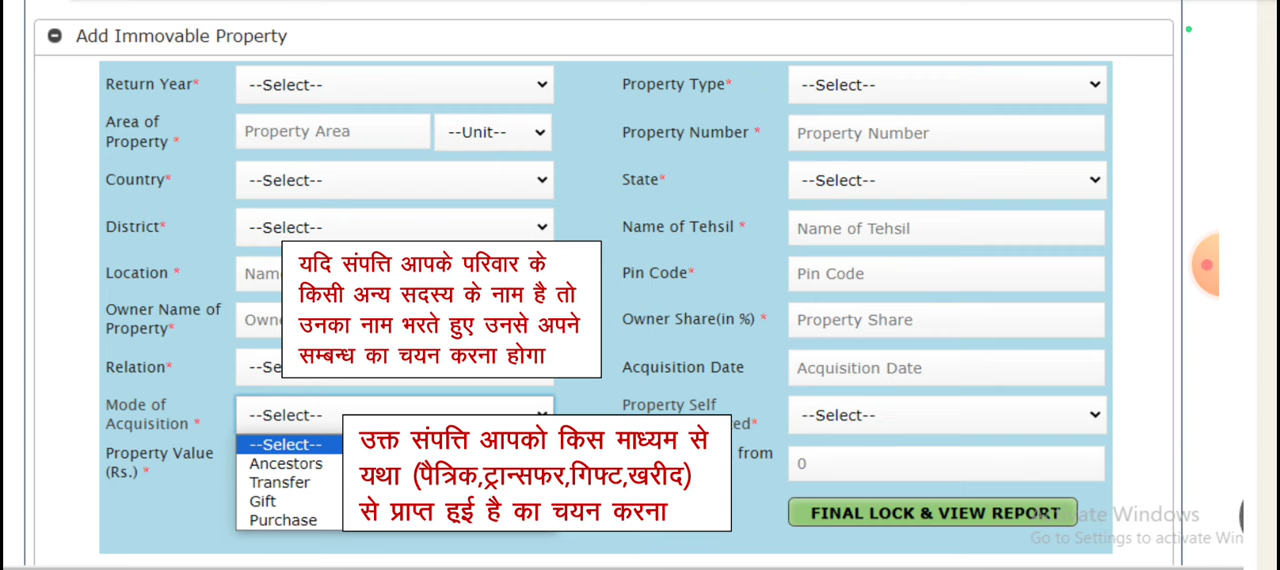 Add Immovable Property
Return Year* --Select-- Property Type* --Select--
Area of Property * Property Area --Unit-- Property Number * Property Number
Country* --Select-- State* --Select--
District* --Select-- Name of Tehsil * Name of Tehsil
यदि संपत्ति आपके परिवार के
किसी अन्य सदस्य के नाम है तो
उनका नाम भरते हुए उनसे अपने
सम्बन्ध का चयन करना होगा
Location * Pin Code* Pin Code
Owner Name of Property* Owner Share(in %) * Property Share
Relation* Acquisition Date Acquisition Date
Mode of Acquisition * --Select-- Property Self --Select--
Property Value (Rs.) * from 0
--Select--
Ancestors
Transfer
Gift
Purchase
उक्त संपत्ति आपको किस माध्यम से
यथा (पैत्रिक,ट्रान्सफर,गिफ्ट,खरीद)
से प्राप्त हुई है का चयन करना
FINAL LOCK & VIEW REPORT
Activate Windows
Go to Settings to activate Win